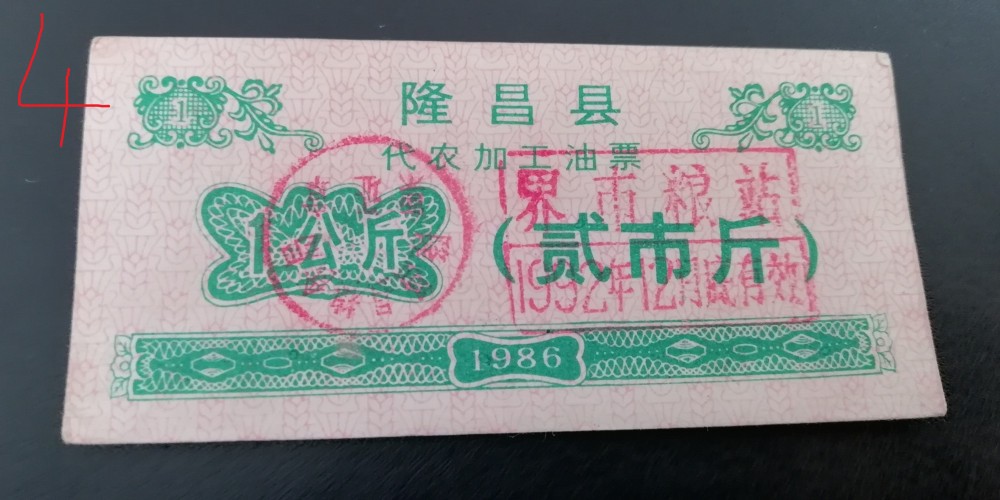 4
1 隆昌县 1
代农加工油票
界市粮站
1公斤 (贰市斤)
1992年12月底有效
1986